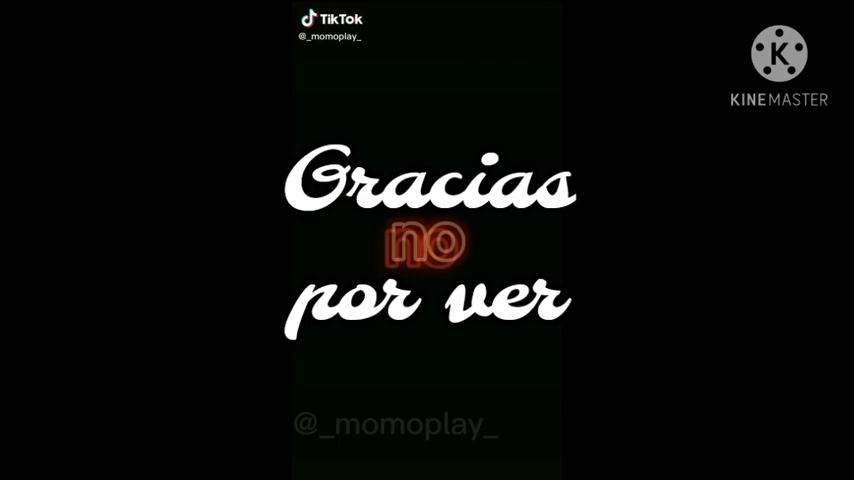 TikTok
@_momoplay_
KINEMASTER
Gracias
no
por ver
@_momoplay_